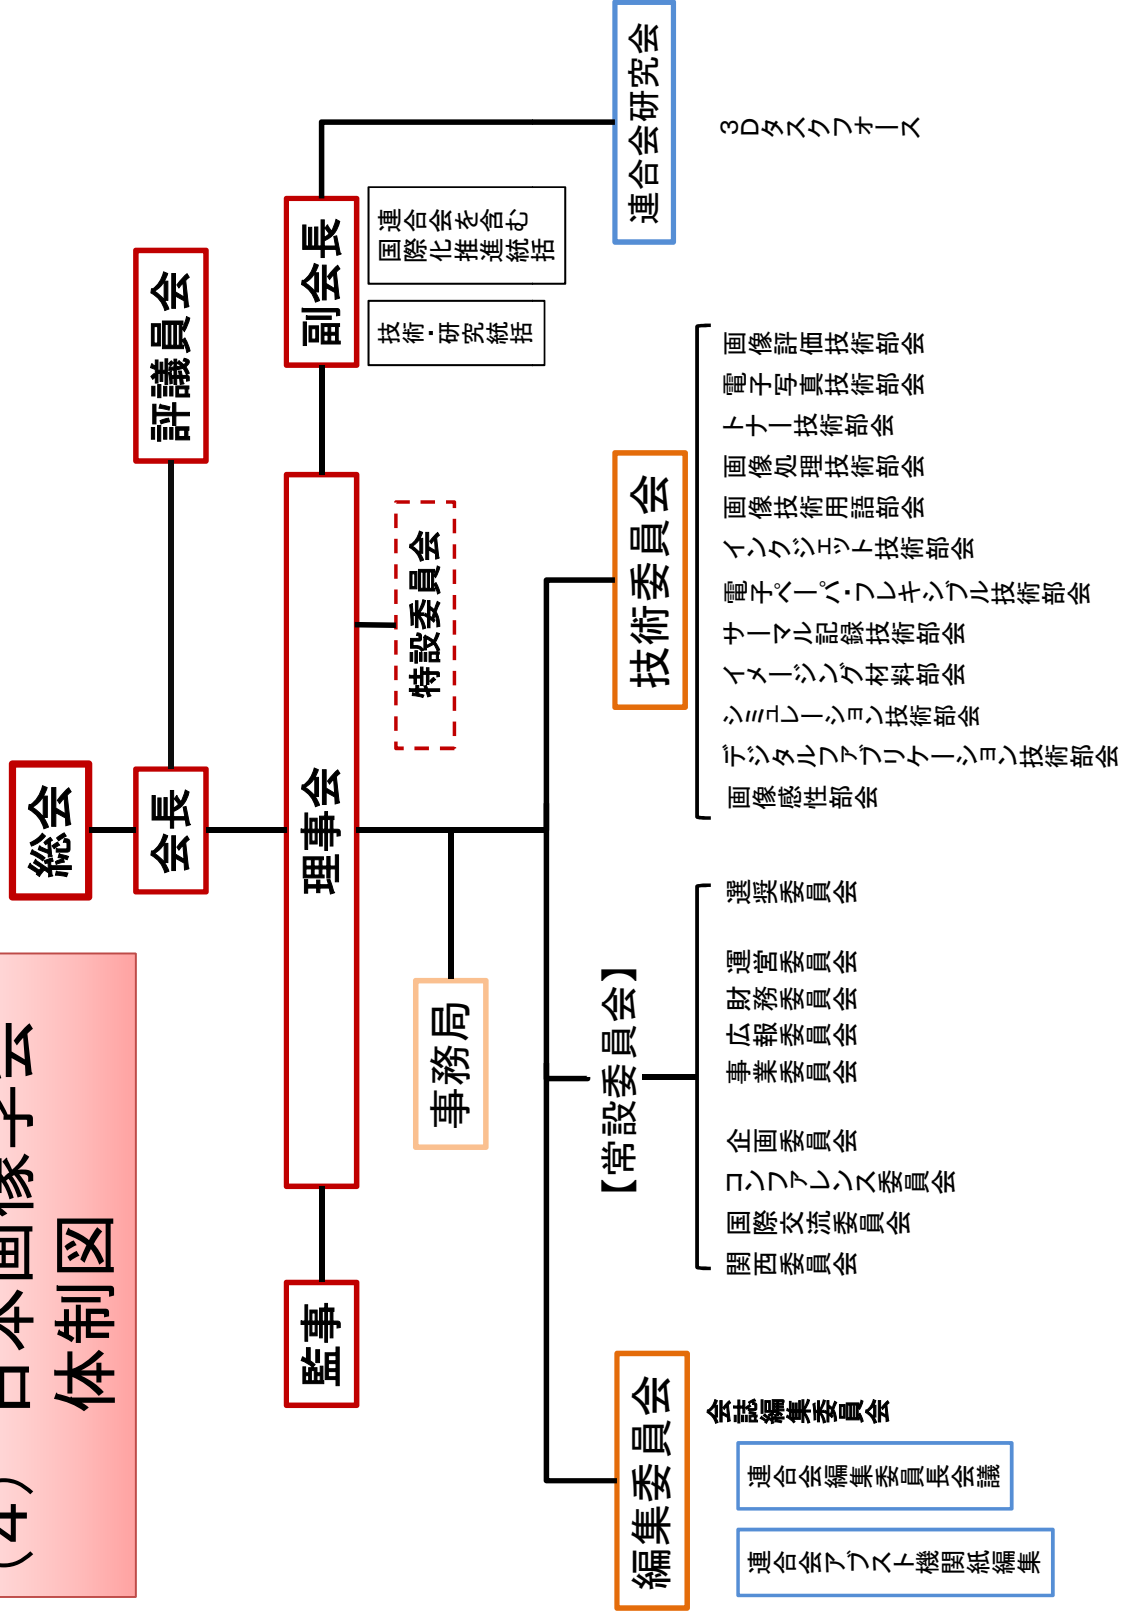 (4) 日本画像学会
体制図
総会
会長
評議員会
監事
理事会
副会長
技術・研究統括
連合会を含む
国際化推進統括
特設委員会
事務局
編集委員会
【常設委員会】
技術委員会
連合会研究会
会誌編集委員会
連合会編集委員長会議
連合会アブスト機関紙編集
関西委員会
国際交流委員会
コンファレンス委員会
企画委員会
事業委員会
広報委員会
財務委員会
運営委員会
選奨委員会
画像感性部会
デジタルファブリケーション技術部会
シミュレーション技術部会
イメージング材料部会
サーマル記録技術部会
電子ペーパ・フレキシブル技術部会
インクジェット技術部会
画像技術用語部会
画像処理技術部会
トナー技術部会
電子写真技術部会
画像評価技術部会
3Dタスクフォース